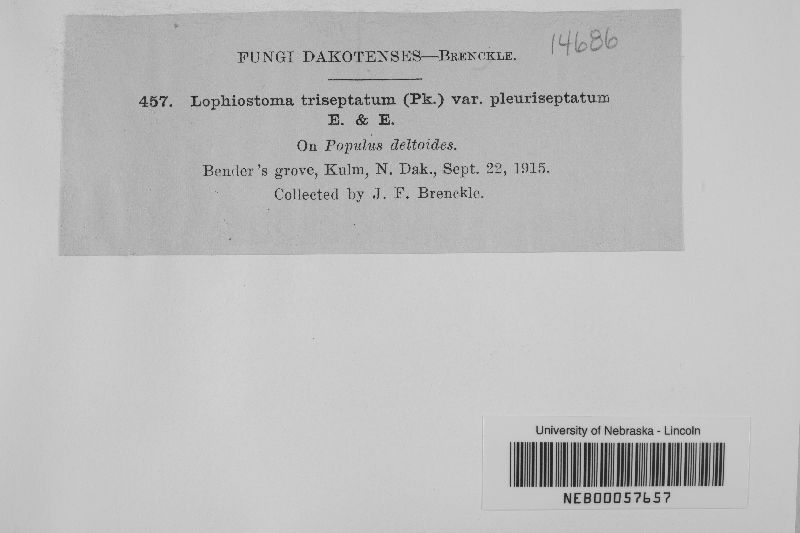 FUNGI DAKOTENSES—BRENCKLE.
14686
457. Lophiostoma triseptatum (Pk.) var. pleuriseptatum
E. & E.
On Populus deltoides.
Bender's grove, Kulm, N. Dak., Sept. 22, 1915.
Collected by J. F. Brenckle.
University of Nebraska - Lincoln
NEB00057657